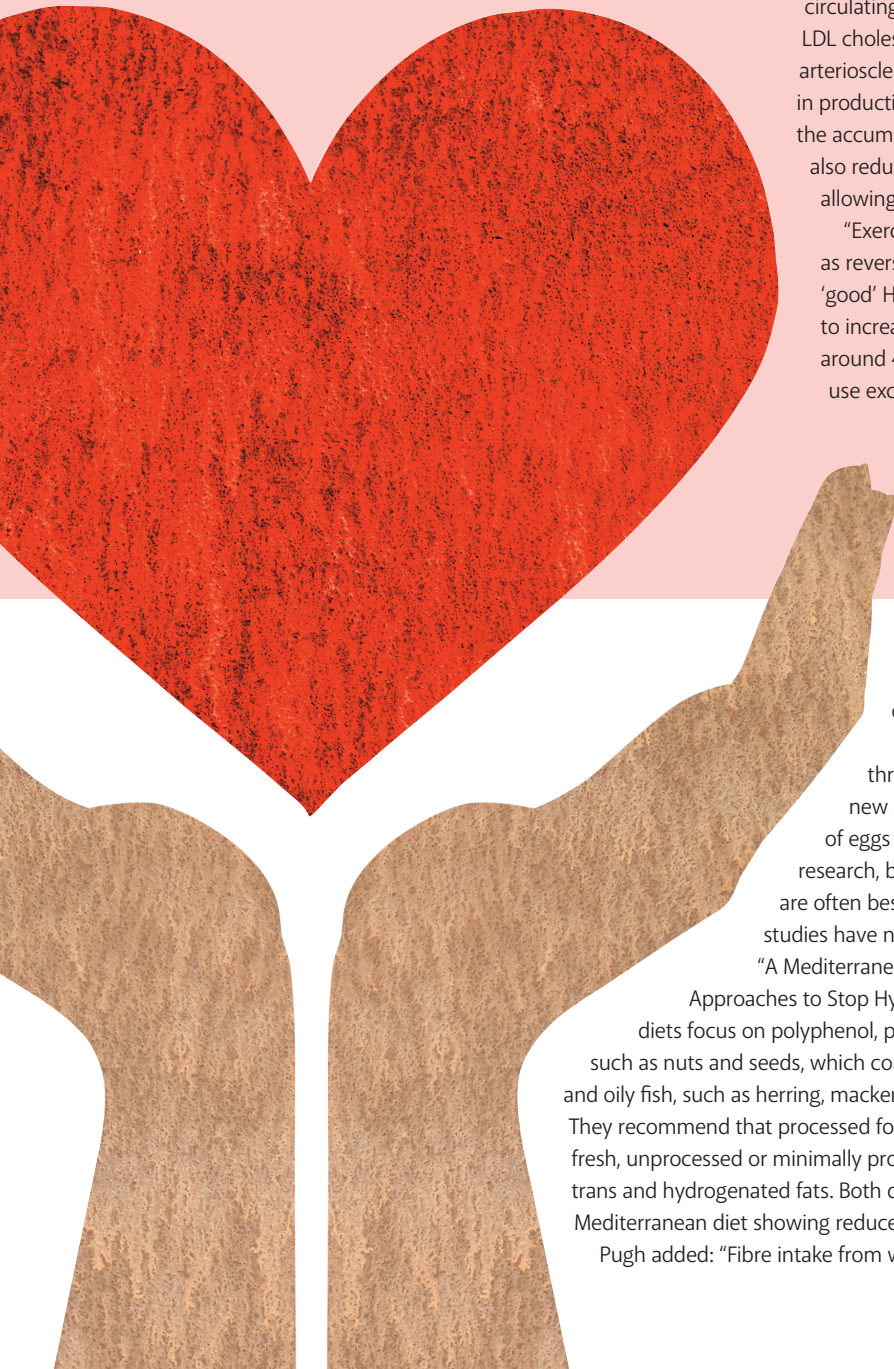 circulating
LDL choles
arterioscle
in producti
the accum
also redu
allowing
“Exerc
as revers
‘good’ H
to increa
around
use exc
thr
new
of eggs
research, b
are often bes
studies have n
“A Mediterrane
Approaches to Stop Hy
diets focus on polyphenol, p
such as nuts and seeds, which co
and oily fish, such as herring, macker
They recommend that processed fo
fresh, unprocessed or minimally pro
trans and hydrogenated fats. Both
Mediterranean diet showing reduce
Pugh added: “Fibre intake from w